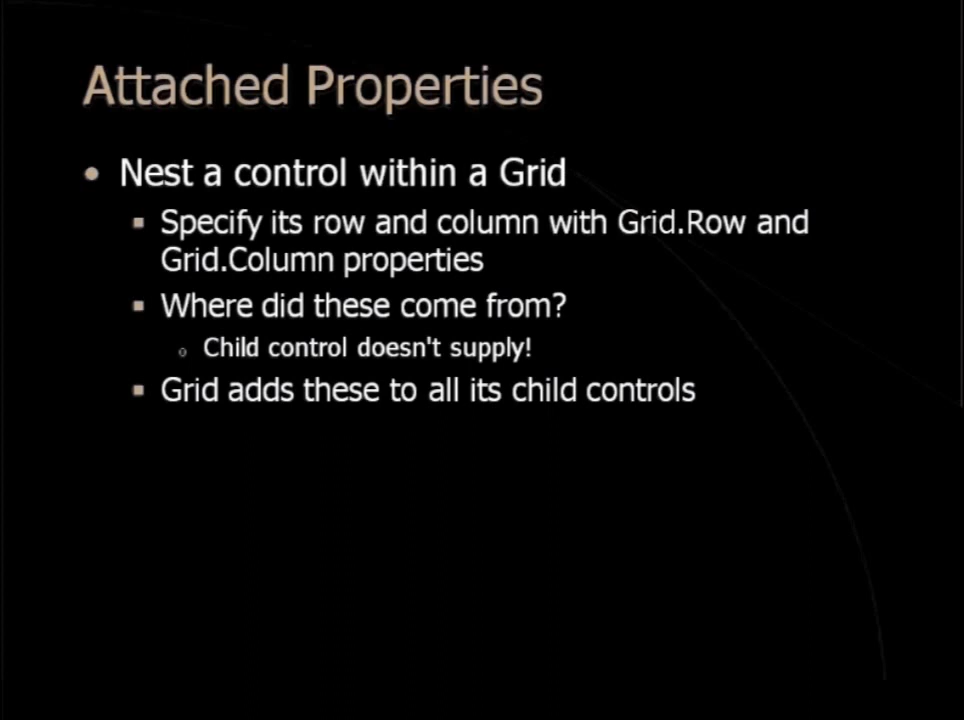 Attached Properties
• Nest a control within a Grid
▪ Specify its row and column with Grid.Row and
Grid.Column properties
▪ Where did these come from?
o Child control doesn't supply!
▪ Grid adds these to all its child controls